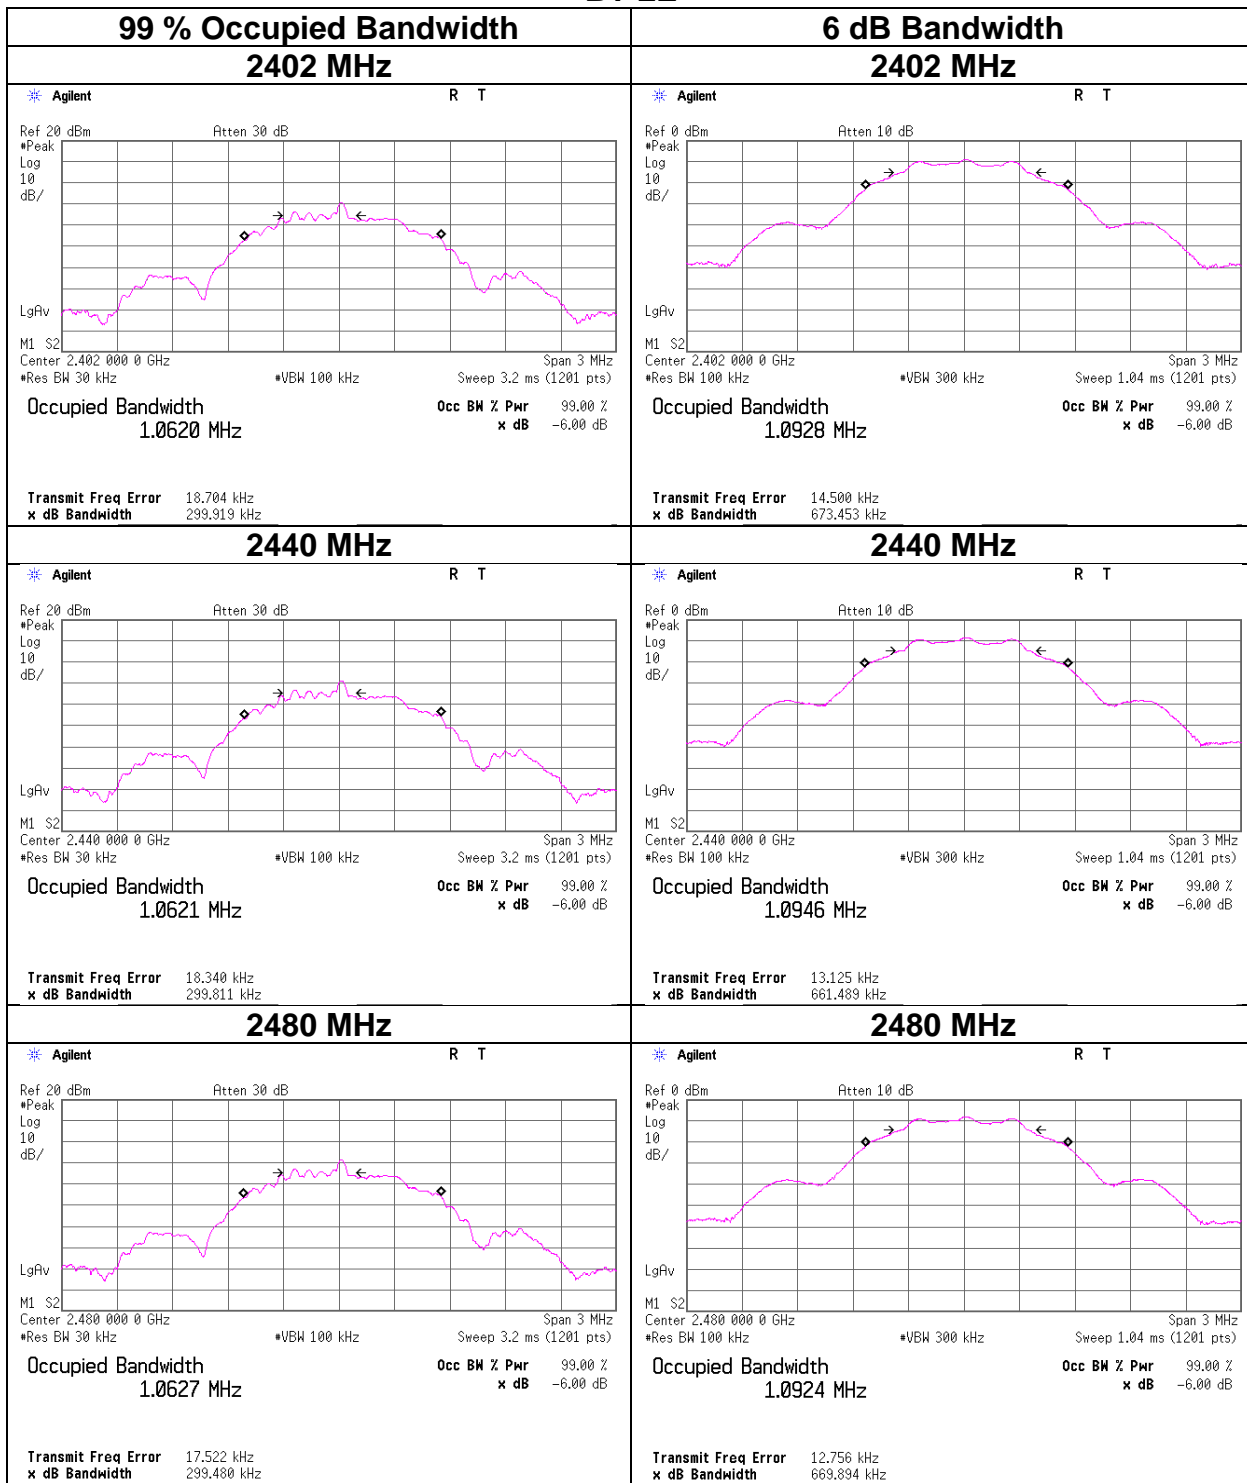 99 % Occupied Bandwidth
6 dB Bandwidth
2402 MHz
2402 MHz
Agilent
R T
Ref 20 dBm
Atten 30 dB
#Peak
Log
10
dB/
LgAv
M1 S2
Center 2.402 000 0 GHz
Span 3 MHz
#Res BW 30 kHz
#VBW 100 kHz
Sweep 3.2 ms (1201 pts)
Occupied Bandwidth
1.0620 MHz
Occ BW % Pwr 99.00 %
x dB -6.00 dB
Transmit Freq Error 18.704 kHz
x dB Bandwidth 299.919 kHz
Agilent
R T
Ref 0 dBm
Atten 10 dB
#Peak
Log
10
dB/
LgAv
M1 S2
Center 2.402 000 0 GHz
Span 3 MHz
#Res BW 100 kHz
#VBW 300 kHz
Sweep 1.04 ms (1201 pts)
Occupied Bandwidth
1.0928 MHz
Occ BW % Pwr 99.00 %
x dB -6.00 dB
Transmit Freq Error 14.500 kHz
x dB Bandwidth 673.453 kHz
2440 MHz
2440 MHz
Agilent
R T
Ref 20 dBm
Atten 30 dB
#Peak
Log
10
dB/
LgAv
M1 S2
Center 2.440 000 0 GHz
Span 3 MHz
#Res BW 30 kHz
#VBW 100 kHz
Sweep 3.2 ms (1201 pts)
Occupied Bandwidth
1.0621 MHz
Occ BW % Pwr 99.00 %
x dB -6.00 dB
Transmit Freq Error 18.340 kHz
x dB Bandwidth 299.811 kHz
Agilent
R T
Ref 0 dBm
Atten 10 dB
#Peak
Log
10
dB/
LgAv
M1 S2
Center 2.440 000 0 GHz
Span 3 MHz
#Res BW 100 kHz
#VBW 300 kHz
Sweep 1.04 ms (1201 pts)
Occupied Bandwidth
1.0946 MHz
Occ BW % Pwr 99.00 %
x dB -6.00 dB
Transmit Freq Error 13.125 kHz
x dB Bandwidth 661.489 kHz
2480 MHz
2480 MHz
Agilent
R T
Ref 20 dBm
Atten 30 dB
#Peak
Log
10
dB/
LgAv
M1 S2
Center 2.480 000 0 GHz
Span 3 MHz
#Res BW 30 kHz
#VBW 100 kHz
Sweep 3.2 ms (1201 pts)
Occupied Bandwidth
1.0627 MHz
Occ BW % Pwr 99.00 %
x dB -6.00 dB
Transmit Freq Error 17.522 kHz
x dB Bandwidth 299.480 kHz
Agilent
R T
Ref 0 dBm
Atten 10 dB
#Peak
Log
10
dB/
LgAv
M1 S2
Center 2.480 000 0 GHz
Span 3 MHz
#Res BW 100 kHz
#VBW 300 kHz
Sweep 1.04 ms (1201 pts)
Occupied Bandwidth
1.0924 MHz
Occ BW % Pwr 99.00 %
x dB -6.00 dB
Transmit Freq Error 12.756 kHz
x dB Bandwidth 669.894 kHz